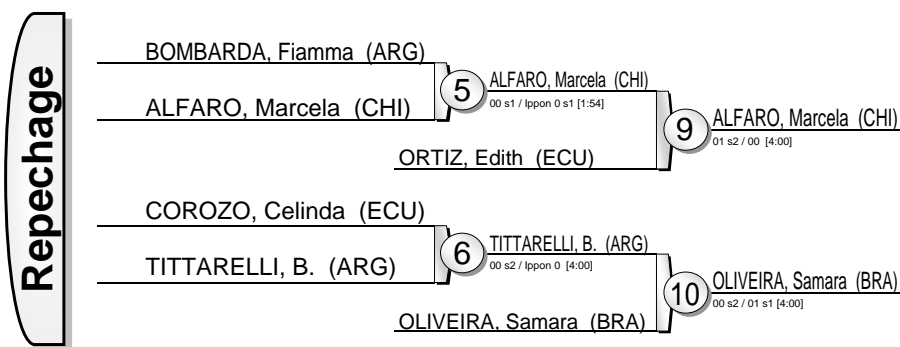 Repechage
BOMBARDA, Fiamma (ARG)
ALFARO, Marcela (CHI)
5
ALFARO, Marcela (CHI)
00 s1 / Ippon 0 s1 [1:54]
ORTIZ, Edith (ECU)
9
ALFARO, Marcela (CHI)
01 s2 / 00 [4:00]
COROZO, Celinda (ECU)
TITTARELLI, B. (ARG)
6
TITTARELLI, B. (ARG)
00 s2 / Ippon 0 [4:00]
OLIVEIRA, Samara (BRA)
10
OLIVEIRA, Samara (BRA)
00 s2 / 01 s1 [4:00]